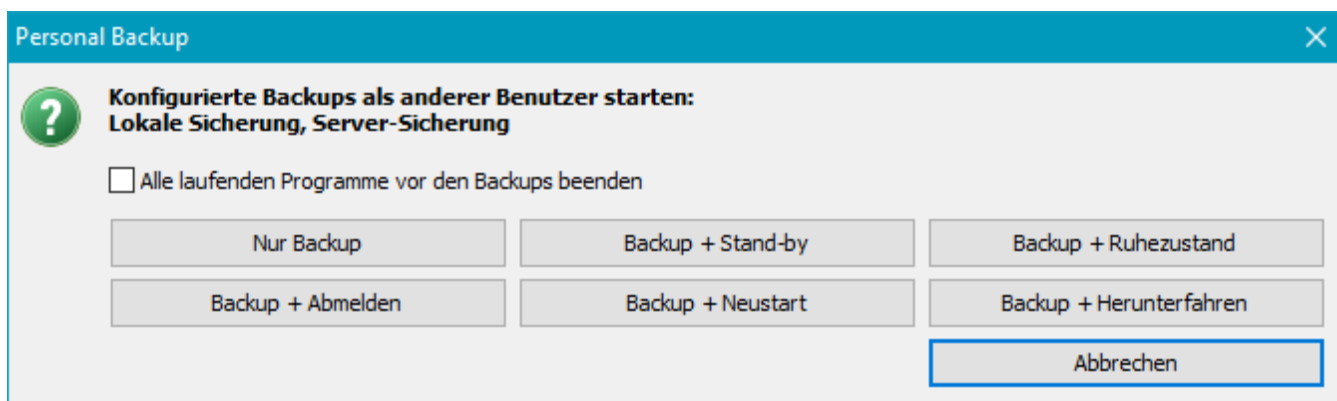 Personal Backup
Konfigurierte Backups als anderer Benutzer starten:
Lokale Sicherung, Server-Sicherung
Alle laufenden Programme vor den Backups beenden
Nur Backup
Backup + Stand-by
Backup + Ruhezustand
Backup + Abmelden
Backup + Neustart
Backup + Herunterfahren
Abbrechen